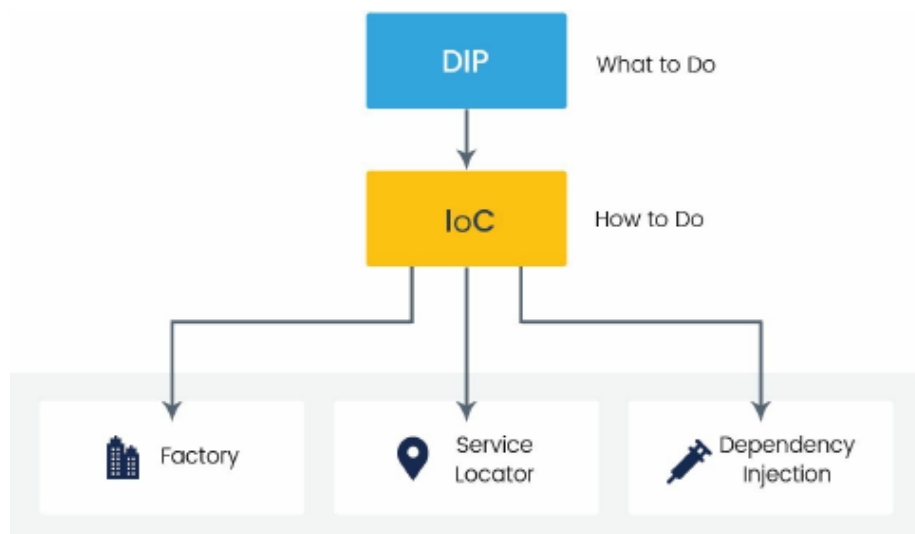 DIP
What to Do
IoC
How to Do
Factory
Service
Locator
Dependency
Injection